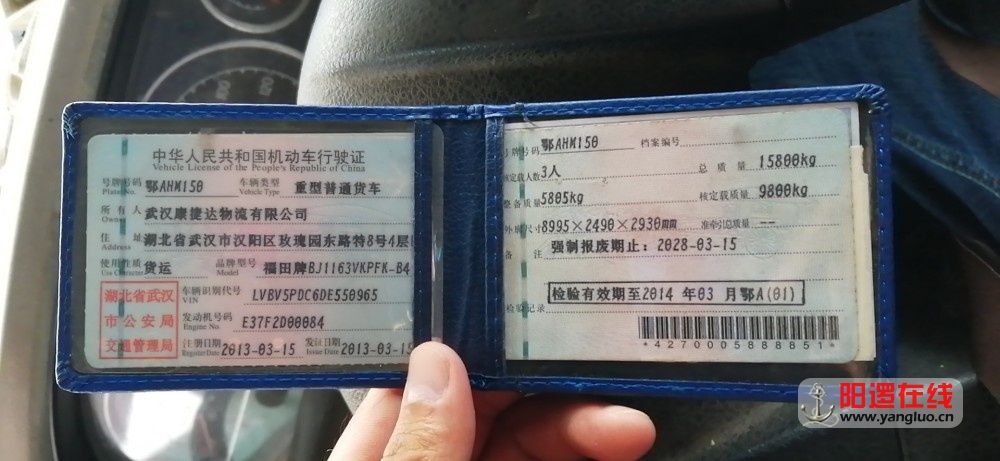 中华人民共和国机动车行驶证
Vehicle License of the People's Republic of China
号牌号码 鄂AHM150 车辆类型 重型普通货车
Plate No. Vehicle Type
所有人 武汉康捷达物流有限公司
Owner
住址 湖北省武汉市汉阳区玫瑰园东路特8号4层
Address
使用性质 货运 品牌型号 福田牌BJ1163VKPFK-B4
Use Character Model
湖北省武汉
市公安局
交通管理局
车辆识别代号 LVBV5PDC6DE550965
VIN
发动机号码 E37F2D00084
Engine No.
注册日期 2013-03-15 发证日期 2013-03-15
Register Date Issue Date
号牌号码 鄂AHM150 档案编号
核定载人数 3人 总质量 15800kg
整备质量 5805kg 核定载质量 9800kg
外廓尺寸 8995×2490×2930mm 准牵引总质量 --
备注 强制报废期止：2028-03-15
检验有效期至2014年03月鄂A(01)
检验记录
*4270005888851*
阳逻在线
www.yangluo.cn